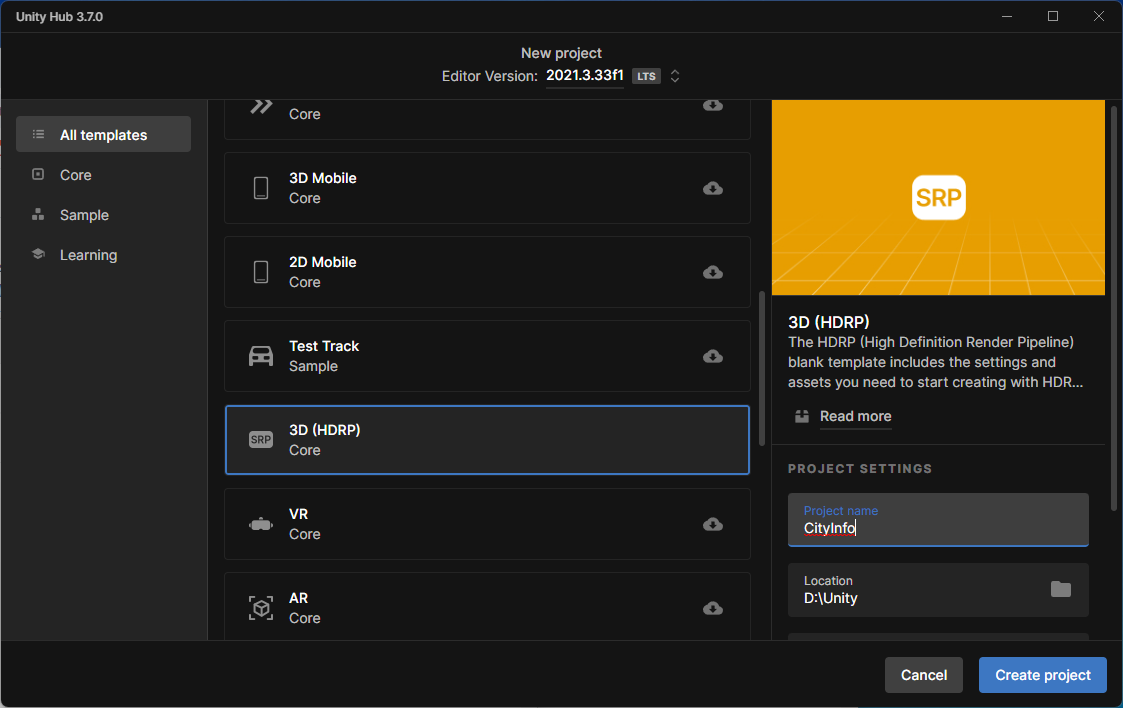 Unity Hub 3.7.0
New project
Editor Version: 2021.3.33f1 LTS
All templates
Core
Sample
Learning
Core
3D Mobile
Core
2D Mobile
Core
Test Track
Sample
SRP
3D (HDRP)
Core
VR
Core
AR
Core
SRP
3D (HDRP)
The HDRP (High Definition Render Pipeline)
blank template includes the settings and
assets you need to start creating with HDR...
Read more
PROJECT SETTINGS
Project name
CityInfo
Location
D:\Unity
Cancel
Create project